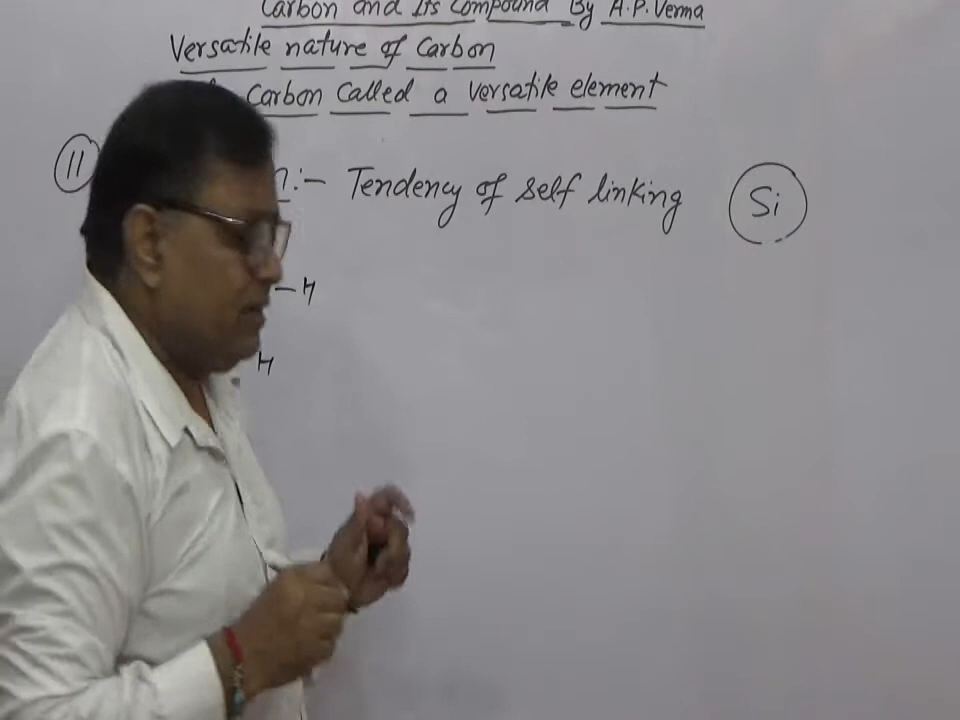 Carbon and Its Compound By A.P. Verma
Versatile nature of Carbon
Carbon Called a versatile element
11 n:- Tendency of self linking Si
-H
H